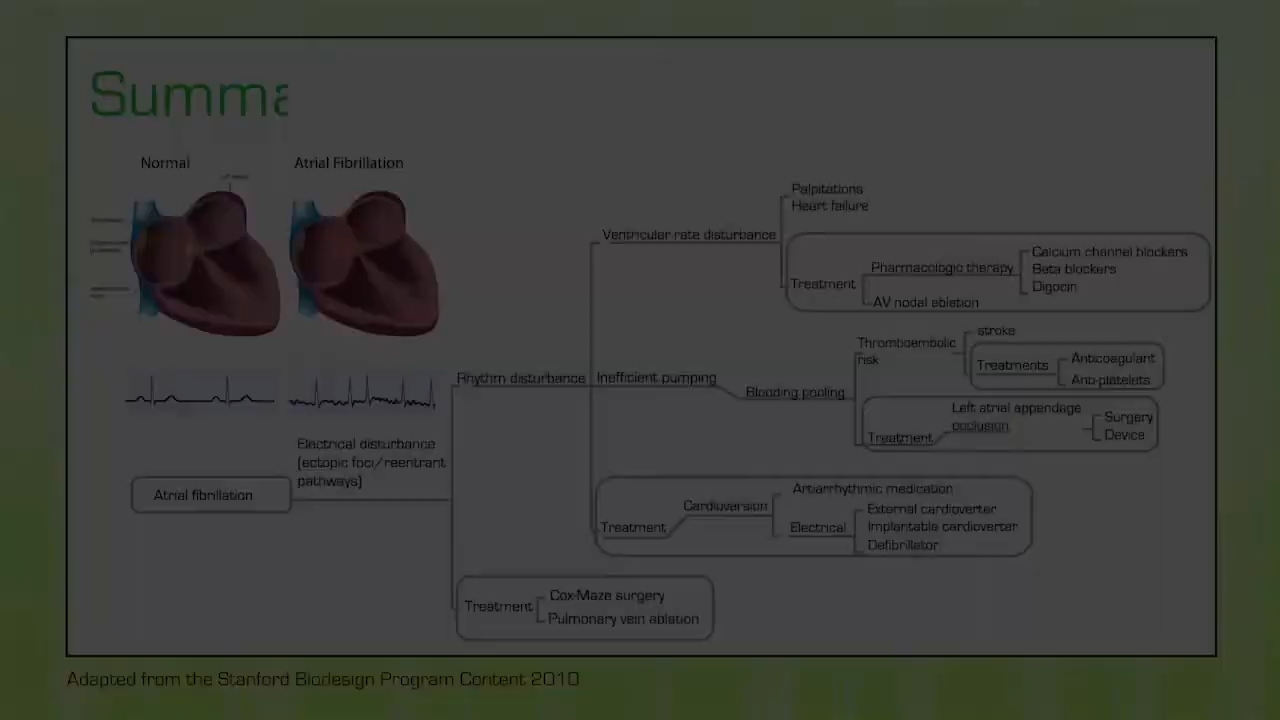 Summa
Normal
Atrial Fibrillation
Palpitations
Heart failure
Ventricular rate disturbance
Treatment
Pharmacologic therapy
Calcium channel blockers
Beta blockers
Digocin
AV nodal ablation
Rhythm disturbance
Inefficient pumping
Blooding pooling
Thromboembolic
risk
stroke
Treatments
Anticoagulant
Ano-platelets
Left atrial appendage
occlusion
Treatment
Surgery
Device
Electrical disturbance
(ectopic foci/reentrant
pathways)
Atrial fibrillation
Treatment
Cardioversion
Antiarrhythmic medication
Electrical
External cardioverter
Implantable cardioverter
Defibrillator
Treatment
Cox-Maze surgery
Pulmonary vein ablation
Adapted from the Stanford Biodesign Program Content 2010